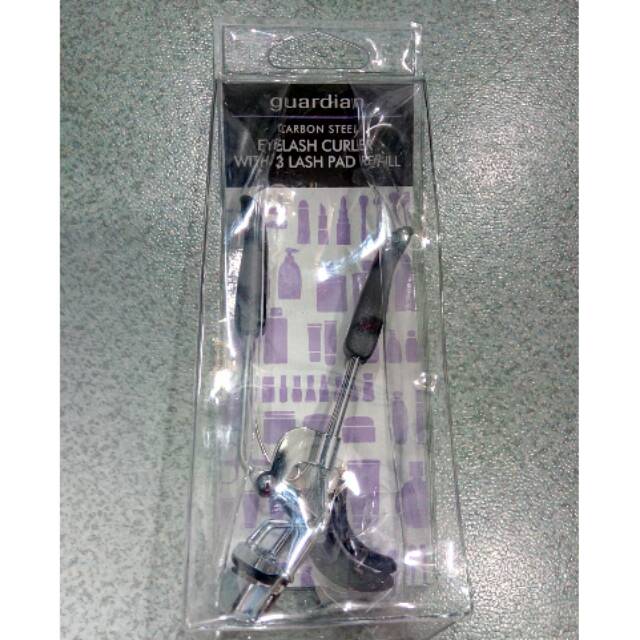 guardian
CARBON STEEL
EYELASH CURLER
WITH 3 LASH PAD REFILL